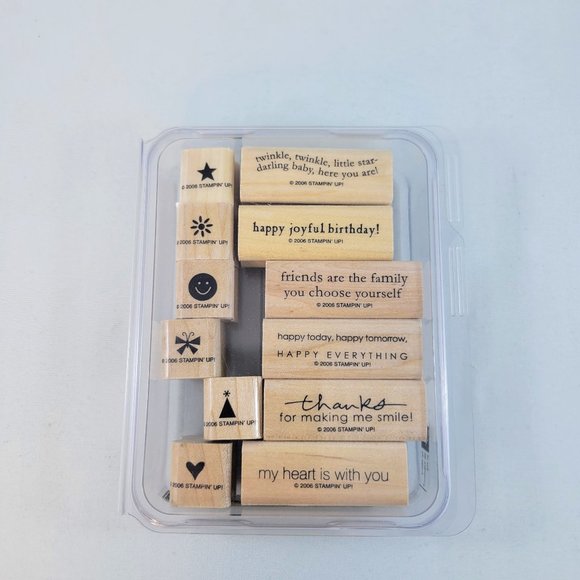 © 2006 STAMPIN' UP!
twinkle, twinkle, little star-
darling baby, here you are!
© 2006 STAMPIN' UP!
2006 STAMPIN' UP!
happy joyful birthday!
© 2006 STAMPIN' UP!
2006 STAMPIN' UP!
friends are the family
you choose yourself
© 2006 STAMPIN' UP!
2006 STAMPIN' UP!
happy today, happy tomorrow,
HAPPY EVERYTHING
© 2006 STAMPIN' UP!
2006 STAMPIN' UP!
thanks
for making me smile!
© 2006 STAMPIN' UP!
2006 STAMPIN' UP!
my heart is with you
© 2006 STAMPIN' UP!